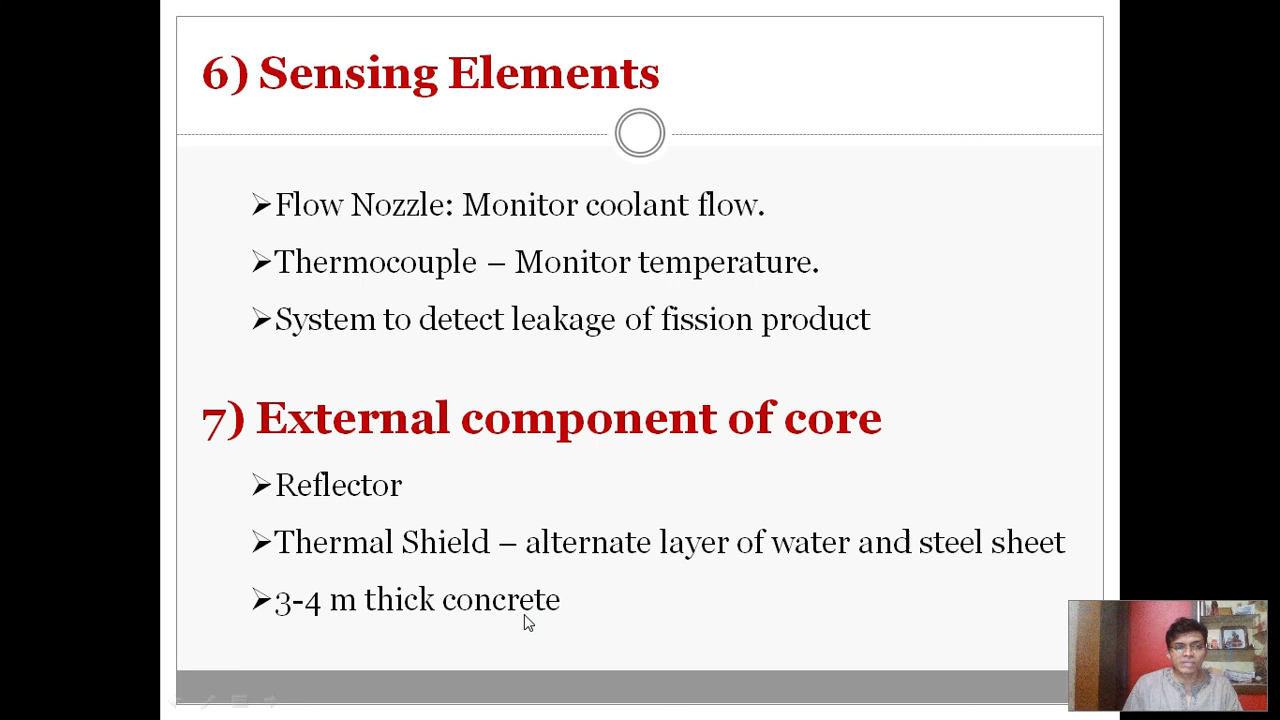 6) Sensing Elements
➢Flow Nozzle: Monitor coolant flow.
➢Thermocouple – Monitor temperature.
➢System to detect leakage of fission product
7) External component of core
➢Reflector
➢Thermal Shield – alternate layer of water and steel sheet
➢3-4 m thick concrete